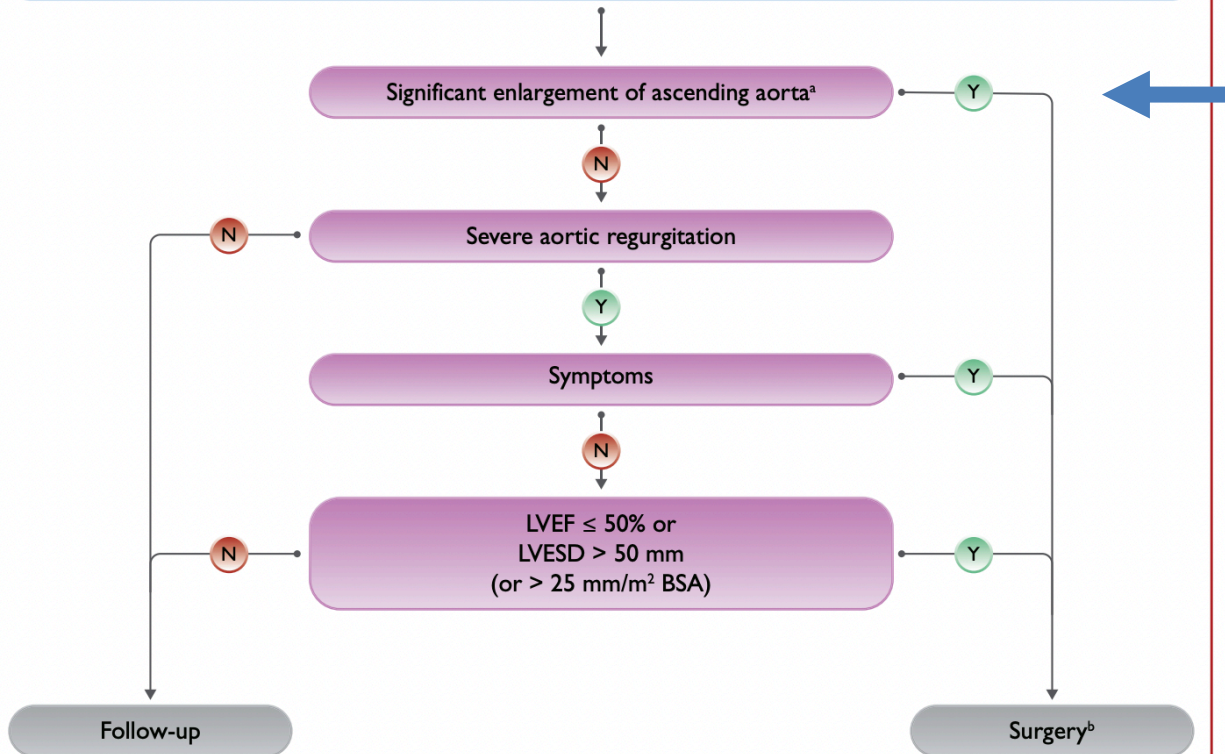 Significant enlargement of ascending aortaᵃ
Y
N
Severe aortic regurgitation
N
Y
Symptoms
Y
N
LVEF ≤ 50% or
LVESD > 50 mm
(or > 25 mm/m² BSA)
N
Y
Follow-up
Surgeryᵇ